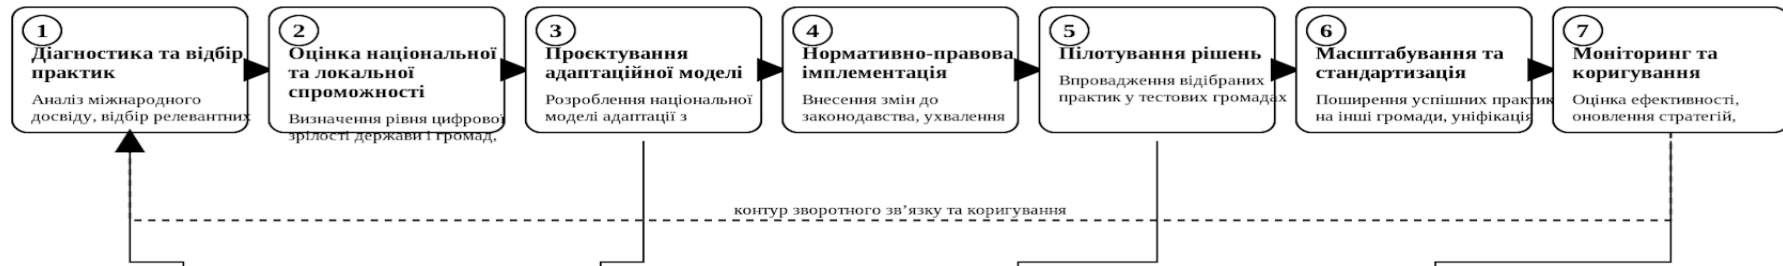 1
Діагностика та відбір
практик
Аналіз міжнародного
досвіду, відбір релевантних
2
Оцінка національної
та локальної
спроможності
Визначення рівня цифрової
зрілості держави і громад,
3
Проєктування
адаптаційної моделі
Розроблення національної
моделі адаптації з
4
Нормативно-правова
імплементація
Внесення змін до
законодавства, ухвалення
5
Пілотування рішень
Впровадження відібраних
практик у тестових громадах
6
Масштабування та
стандартизація
Поширення успішних практик
на інші громади, уніфікація
7
Моніторинг та
коригування
Оцінка ефективності,
оновлення стратегій,
контур зворотного зв’язку та коригування